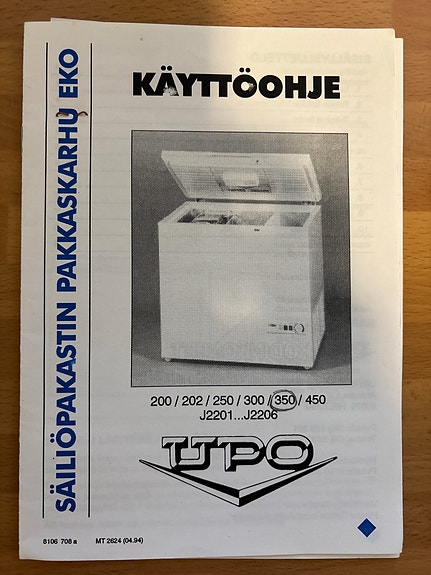 KÄYTTÖOHJE
SÄILIÖPAKASTIN PAKKASKARHU EKO
200 / 202 / 250 / 300 / 350 / 450
J2201...J2206
UPO
8106 708 a MT 2624 (04.94)